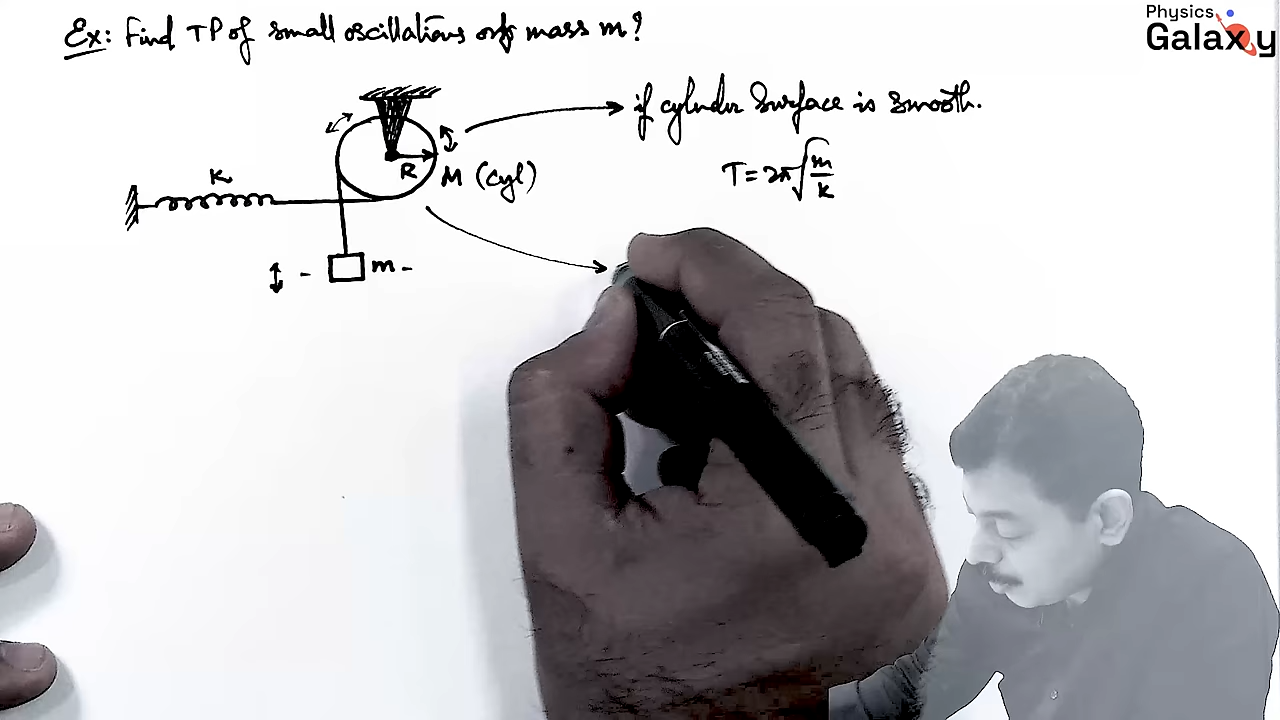 Ex: Find TP of small oscillations of mass m?
Physics
Galaxy
if cylinder surface is smooth.
T = 2π√(m/k)
K
R
M (cyl)
m